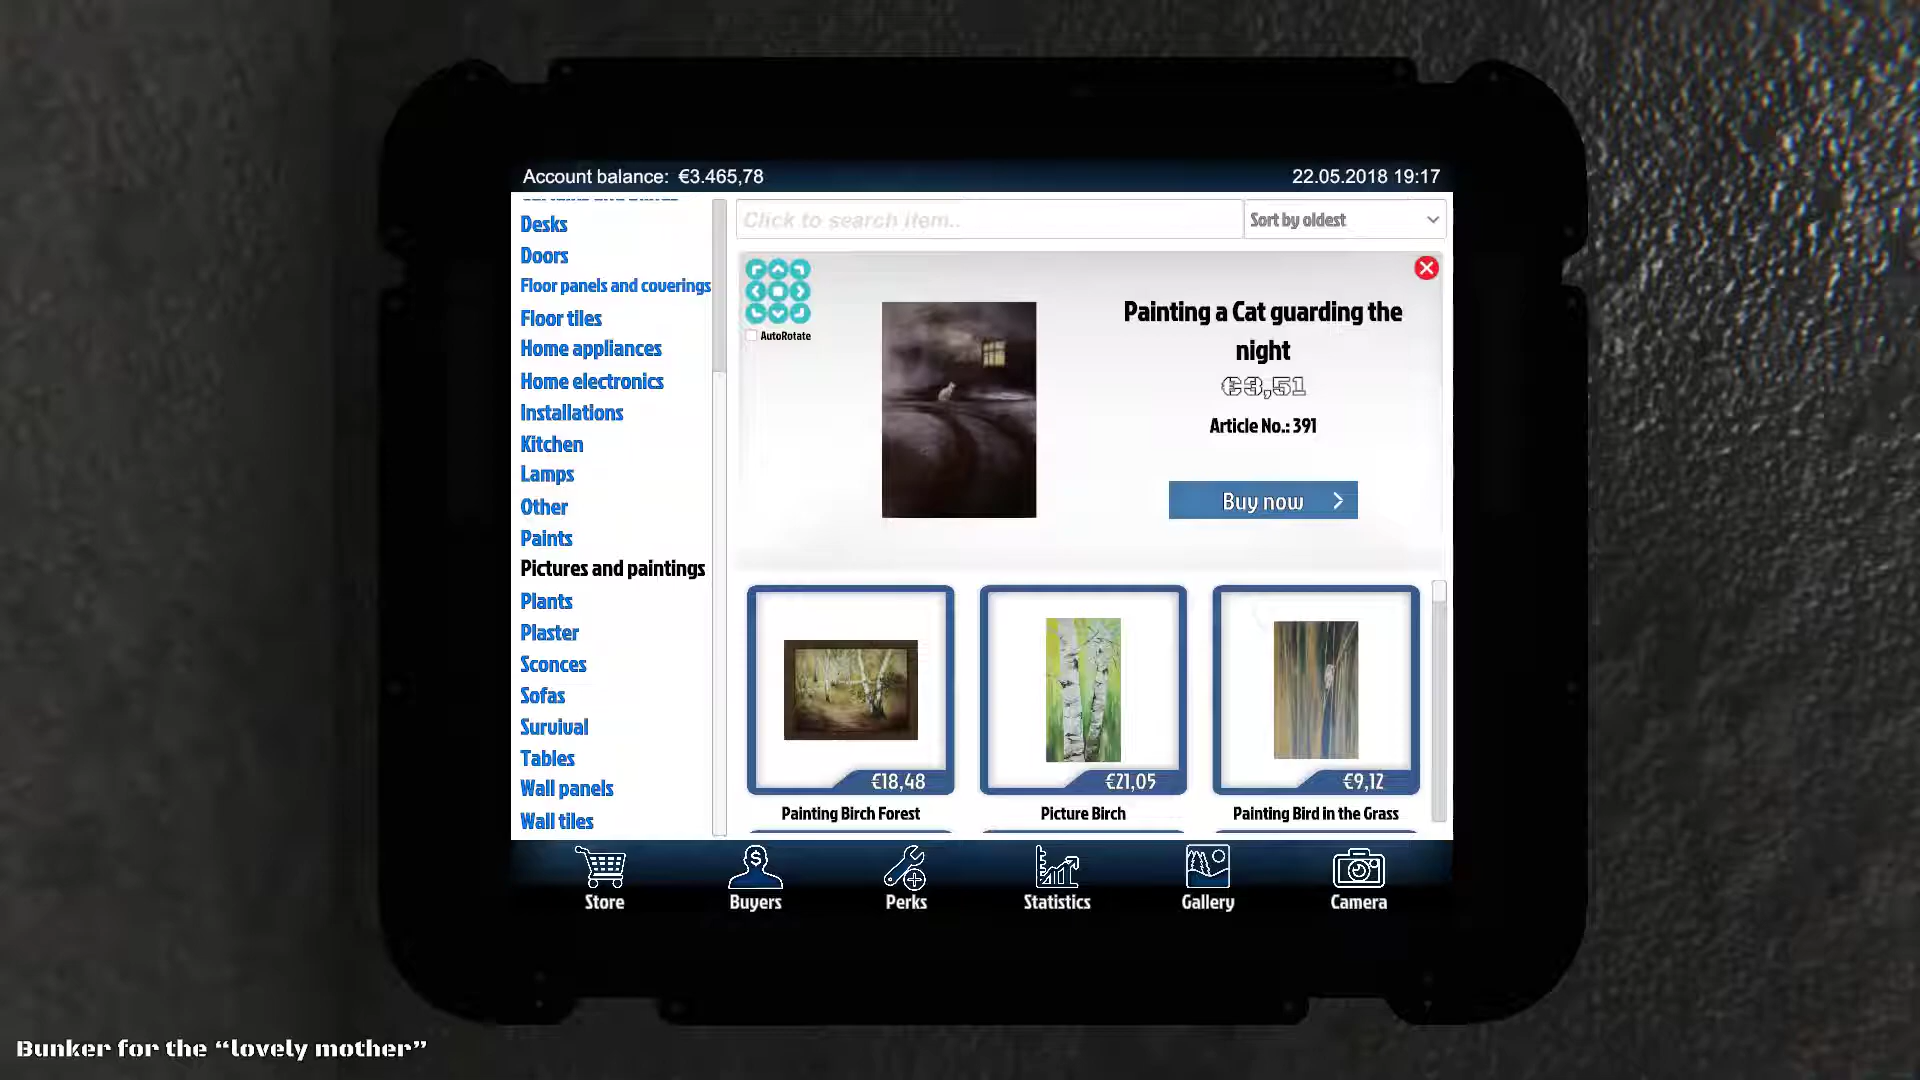 Account balance: €3.465,78
22.05.2018 19:17
Desks
Doors
Floor panels and coverings
Floor tiles
Home appliances
Home electronics
Installations
Kitchen
Lamps
Other
Paints
Pictures and paintings
Plants
Plaster
Sconces
Sofas
Survival
Tables
Wall panels
Wall tiles
Click to search item..
Sort by oldest
AutoRotate
Painting a Cat guarding the
night
€3,51
Article No.: 391
Buy now
€18,48
€21,05
€9,12
Painting Birch Forest
Picture Birch
Painting Bird in the Grass
Store
Buyers
Perks
Statistics
Gallery
Camera
Bunker for the “lovely mother”